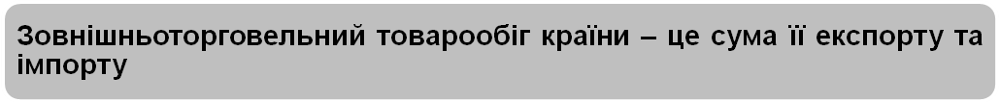 Зовнішньоторговельний товарообіг країни – це сума її експорту та
імпорту